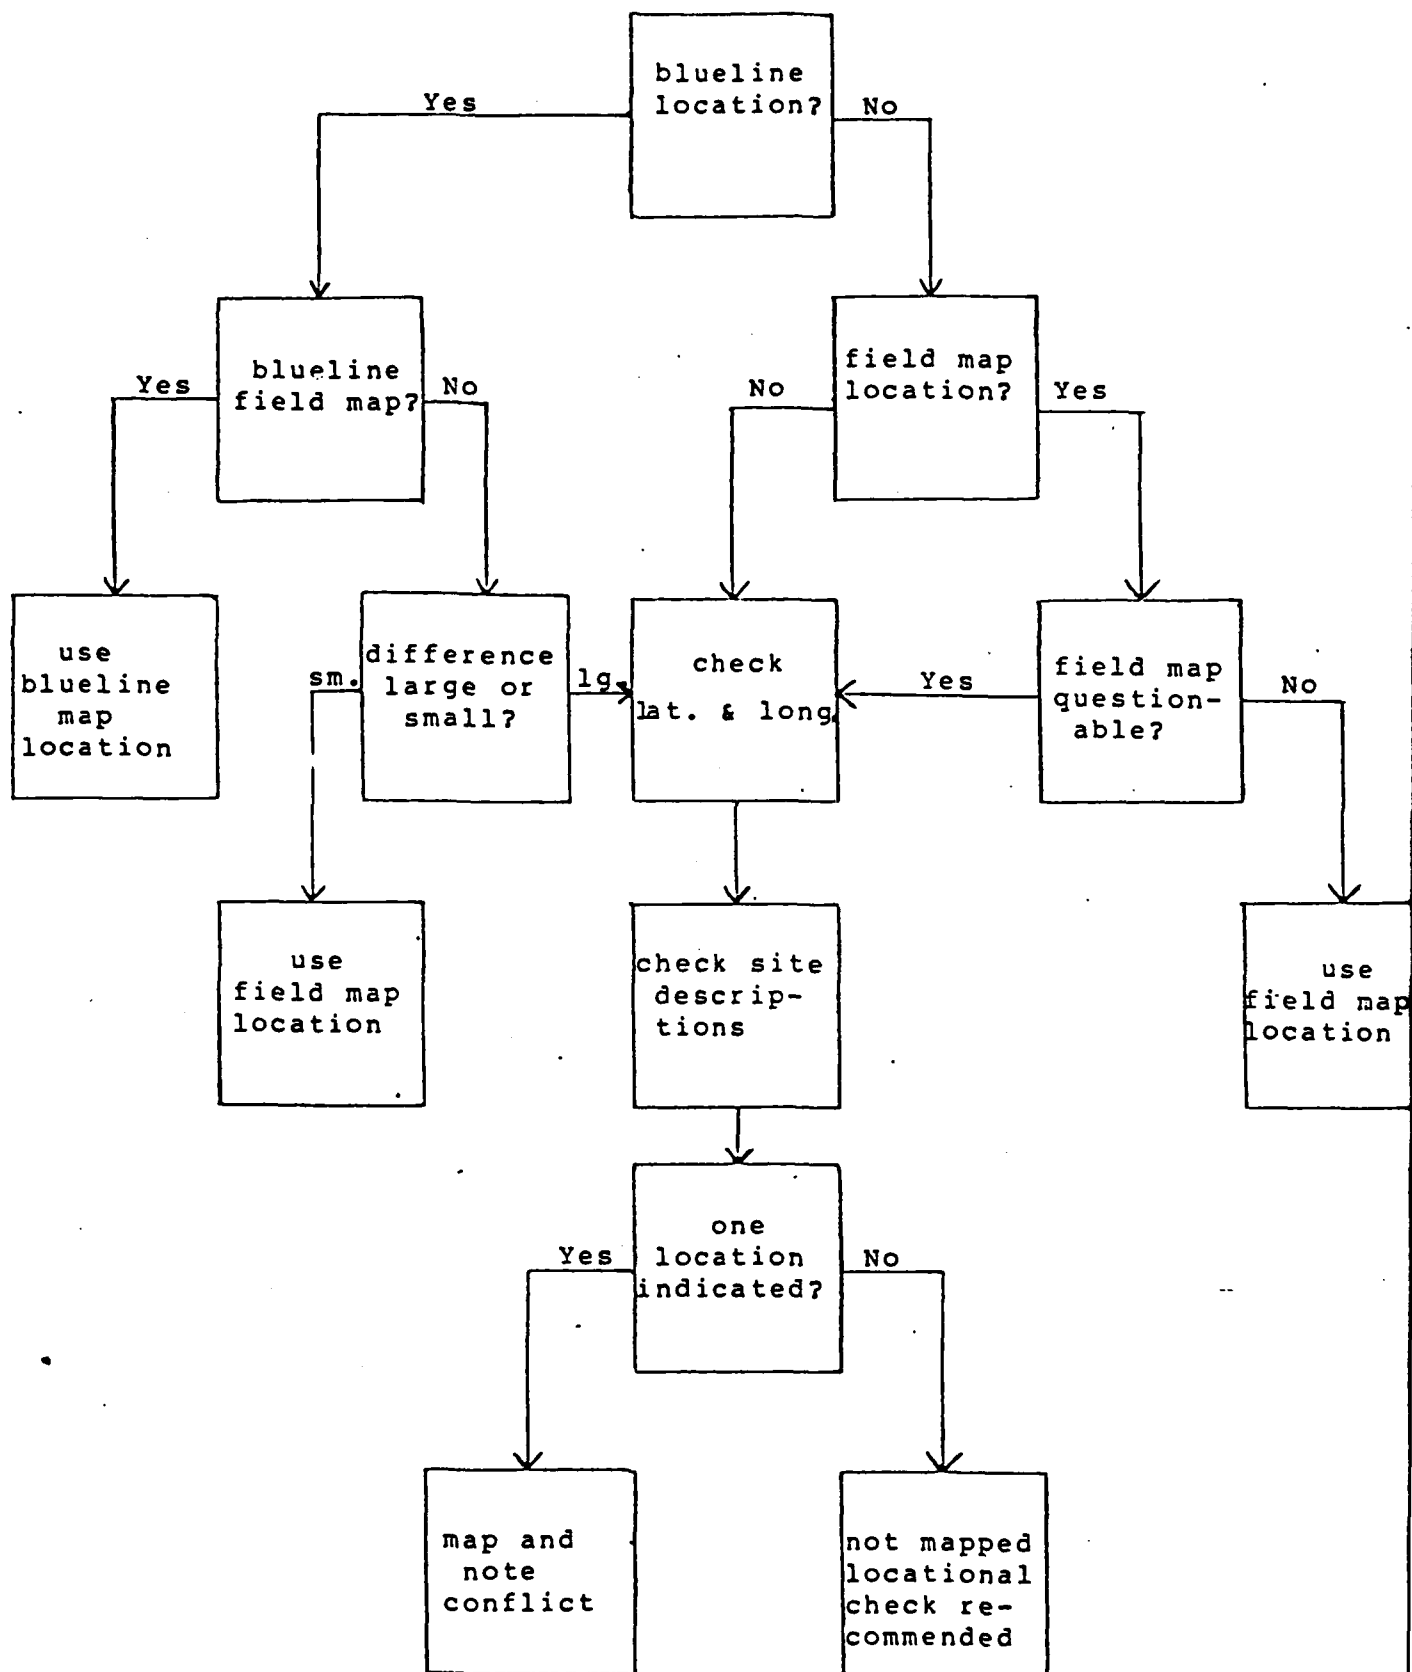 blueline
location?
Yes
No
blueline
field map?
Yes
No
field map
location?
No
Yes
use
blueline
map
location
difference
large or
small?
sm.
lg.
check
lat. & long.
Yes
field map
question-
able?
No
use
field map
location
check site
descrip-
tions
use
field map
location
one
location
indicated?
Yes
No
map and
note
conflict
not mapped
locational
check re-
commended